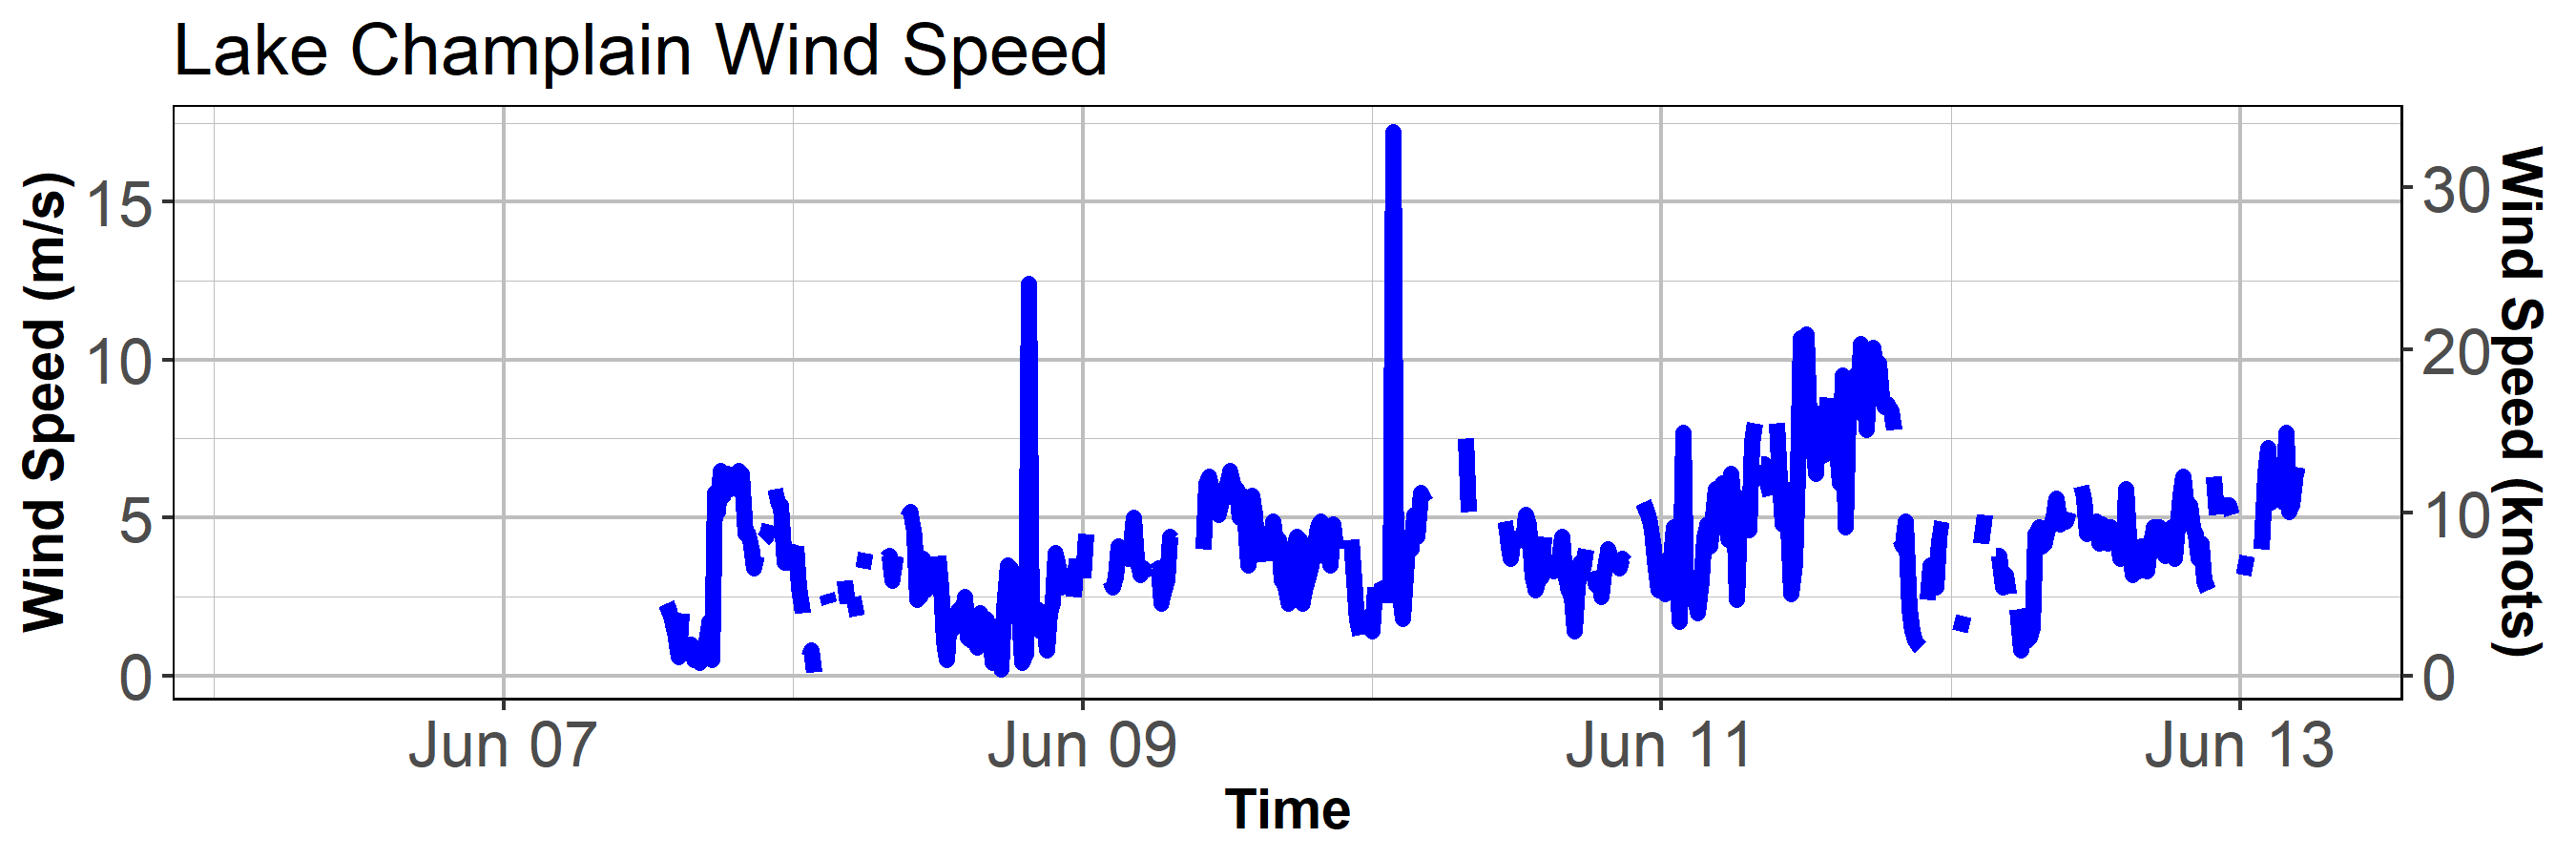 Lake Champlain Wind Speed
Wind Speed (m/s)
15
10
5
0
30
20
10
0
Wind Speed (knots)
Jun 07
Jun 09
Jun 11
Jun 13
Time